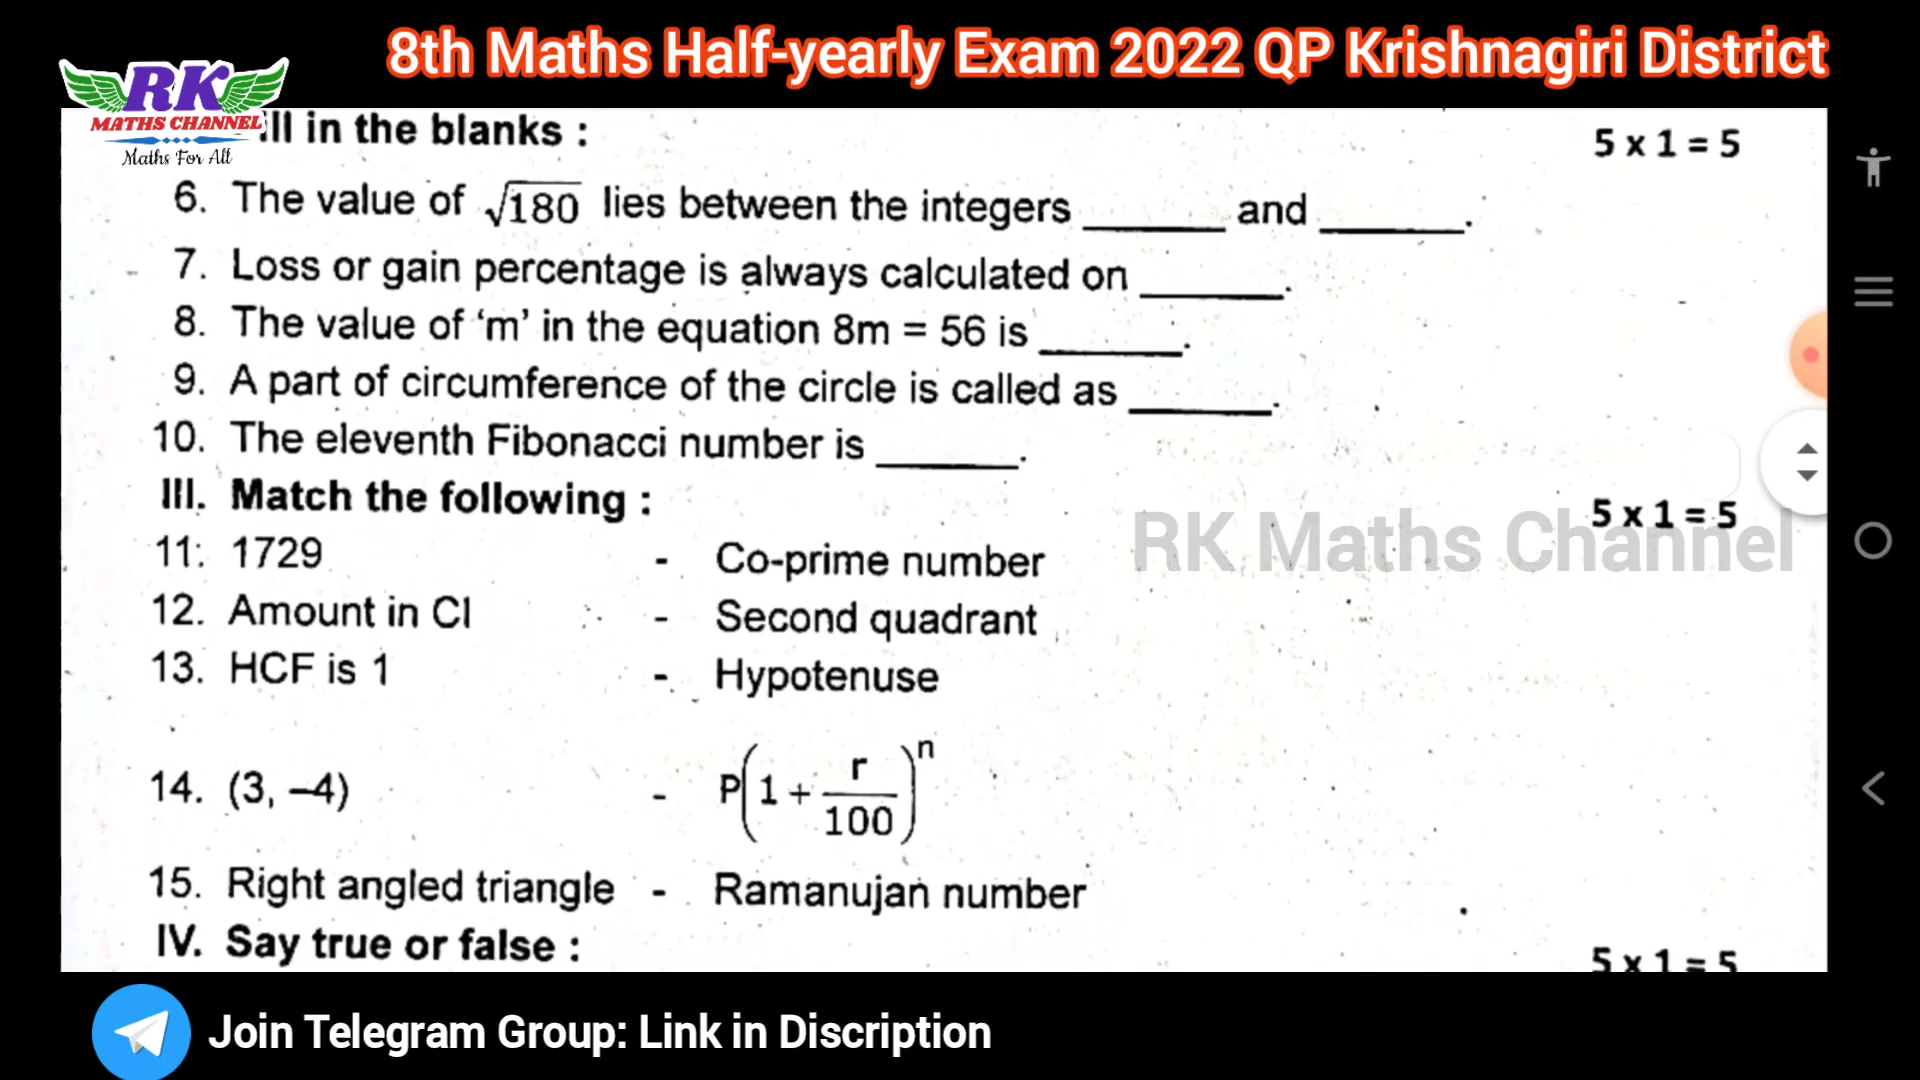 8th Maths Half-yearly Exam 2022 QP Krishnagiri District
RK
MATHS CHANNEL
Maths For All
ill in the blanks : 5 x 1 = 5
6. The value of √180 lies between the integers ______ and ______.
7. Loss or gain percentage is always calculated on ______.
8. The value of ‘m’ in the equation 8m = 56 is ______.
9. A part of circumference of the circle is called as ______.
10. The eleventh Fibonacci number is ______.
III. Match the following : 5 x 1 = 5
RK Maths Channel
11. 1729 - Co-prime number
12. Amount in CI - Second quadrant
13. HCF is 1 - Hypotenuse
14. (3, –4) - P(1 + r/100)^n
15. Right angled triangle - Ramanujan number
IV. Say true or false : 5 x 1 = 5
Join Telegram Group: Link in Discription